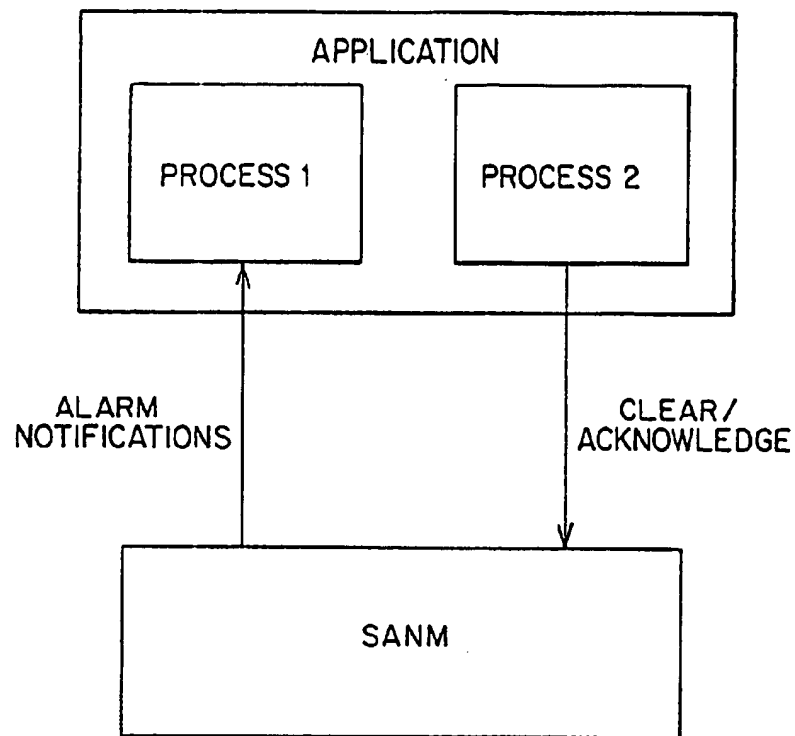 APPLICATION
PROCESS 1
PROCESS 2
ALARM
NOTIFICATIONS
CLEAR/
ACKNOWLEDGE
SANM